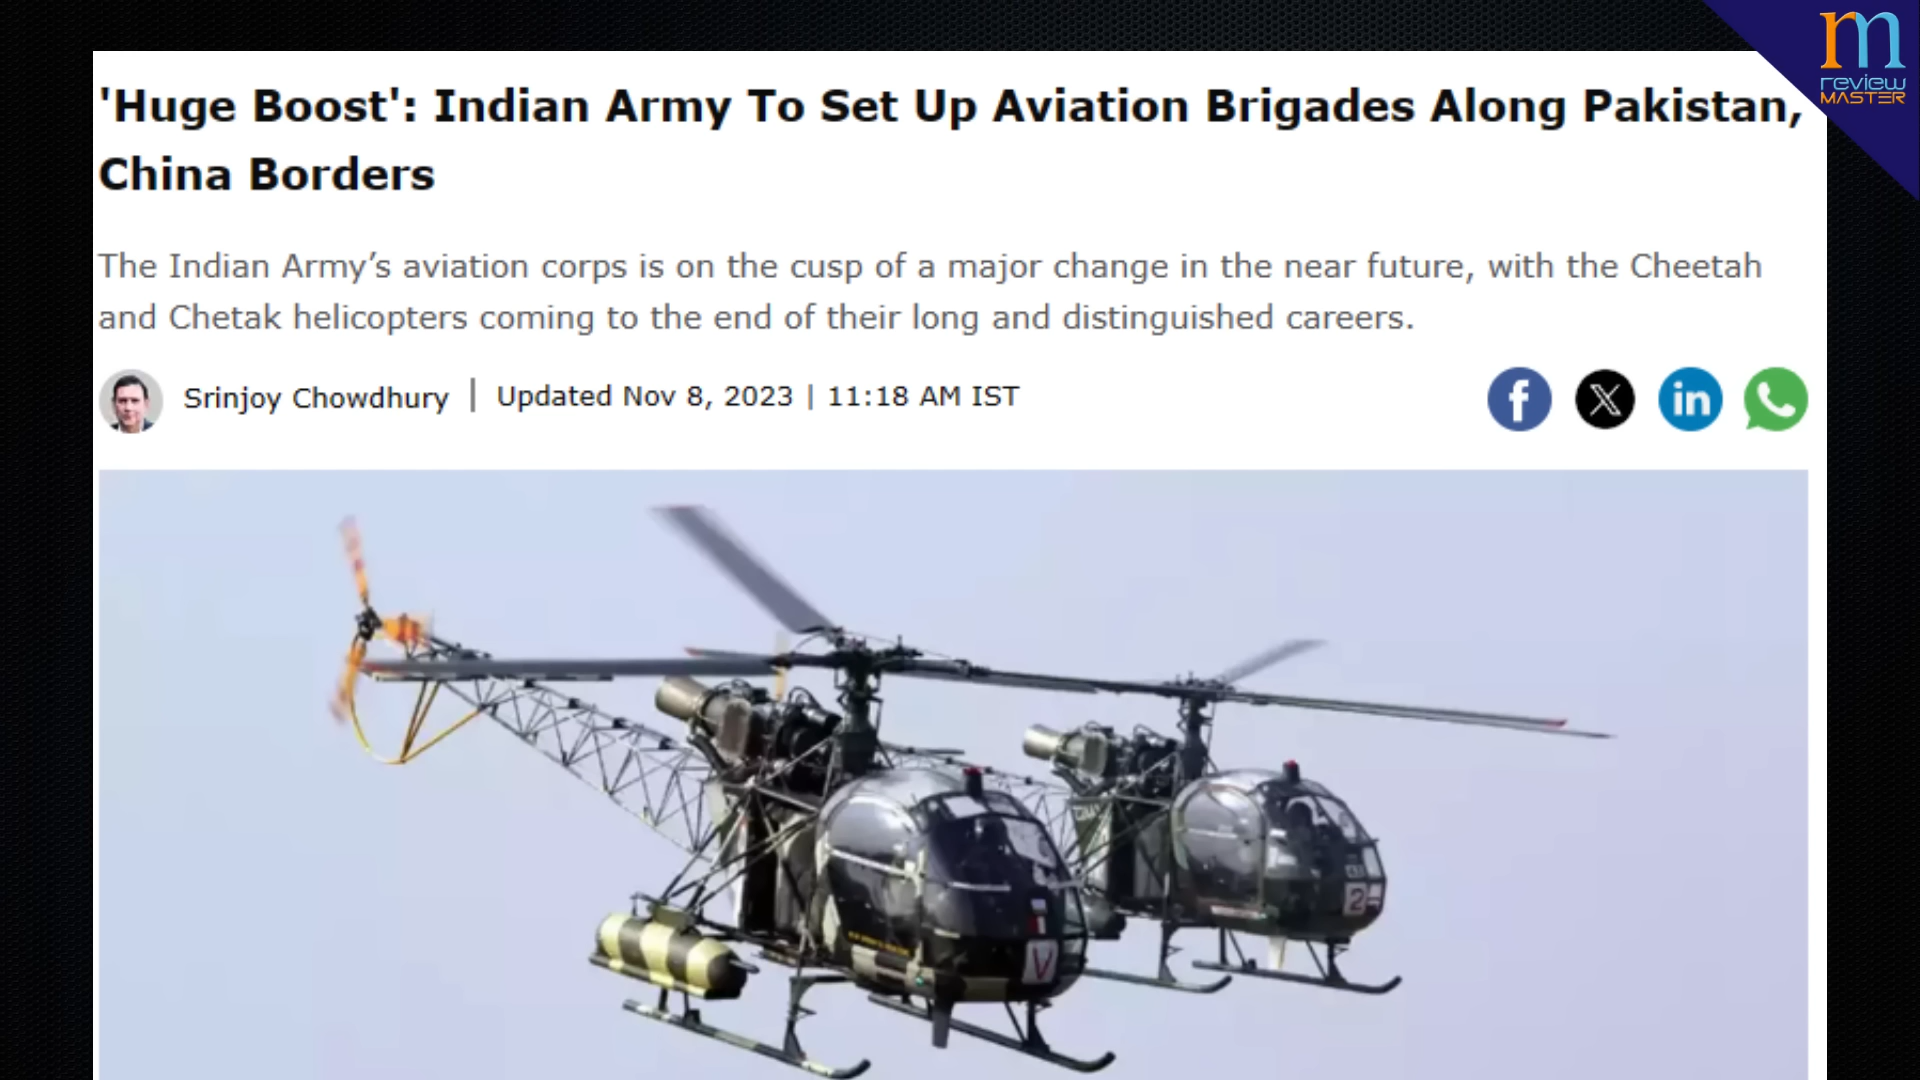 m
review
MASTER
'Huge Boost': Indian Army To Set Up Aviation Brigades Along Pakistan,
China Borders
The Indian Army’s aviation corps is on the cusp of a major change in the near future, with the Cheetah
and Chetak helicopters coming to the end of their long and distinguished careers.
Srinjoy Chowdhury | Updated Nov 8, 2023 | 11:18 AM IST
f X in
V
2